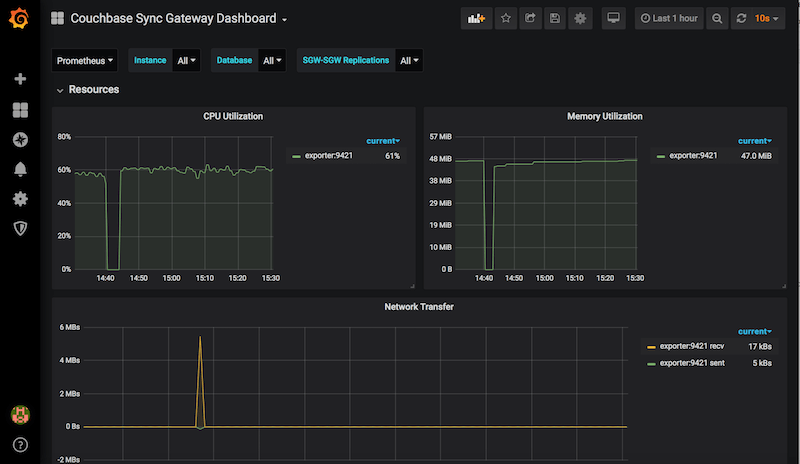 Couchbase Sync Gateway Dashboard
Last 1 hour
10s
Prometheus
Instance All
Database All
SGW-SGW Replications All
Resources
CPU Utilization
80%
60%
40%
20%
0%
14:40 14:50 15:00 15:10 15:20 15:30
current
exporter:9421 61%
Memory Utilization
57 MiB
48 MiB
38 MiB
29 MiB
19 MiB
10 MiB
0 B
14:40 14:50 15:00 15:10 15:20 15:30
current
exporter:9421 47.0 MiB
Network Transfer
6 MBs
4 MBs
2 MBs
0 Bs
-2 MBs
current
exporter:9421 recv 17 kBs
exporter:9421 sent 5 kBs